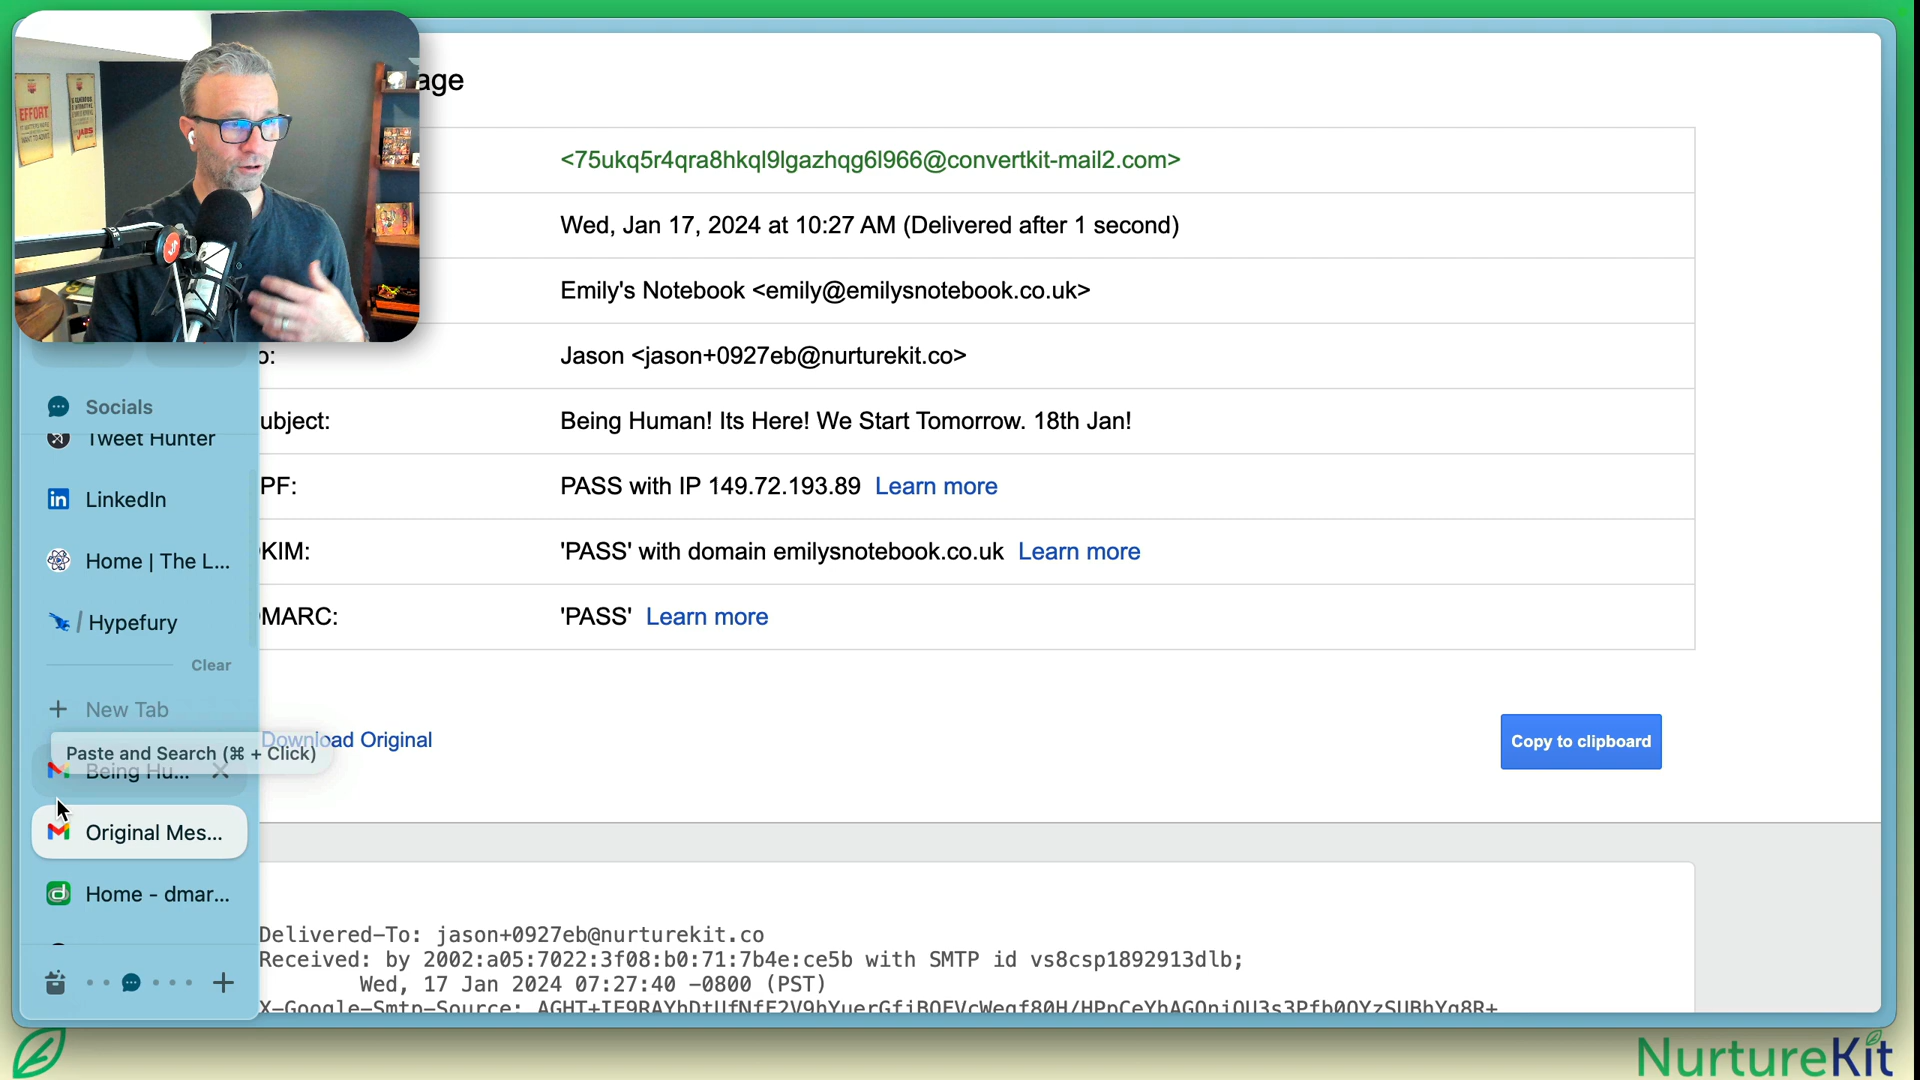 age
<75ukq5r4qra8hkql9lgazhqg6l966@convertkit-mail2.com>
Wed, Jan 17, 2024 at 10:27 AM (Delivered after 1 second)
Emily's Notebook <emily@emilysnotebook.co.uk>
o: Jason <jason+0927eb@nurturekit.co>
ubject: Being Human! Its Here! We Start Tomorrow. 18th Jan!
PF: PASS with IP 149.72.193.89 Learn more
KIM: 'PASS' with domain emilysnotebook.co.uk Learn more
MARC: 'PASS' Learn more
Download Original
Copy to clipboard
Delivered-To: jason+0927eb@nurturekit.co
Received: by 2002:a05:7022:3f08:b0:71:7b4e:ce5b with SMTP id vs8csp1892913dlb;
Wed, 17 Jan 2024 07:27:40 -0800 (PST)
X-Google-Smtp-Source:
EFFORT
JABS
Socials
Tweet Hunter
LinkedIn
Home | The L...
/ Hypefury
Clear
+ New Tab
Paste and Search (⌘ + Click)
Being Hu...
Original Mes...
Home - dmar...
NurtureKit